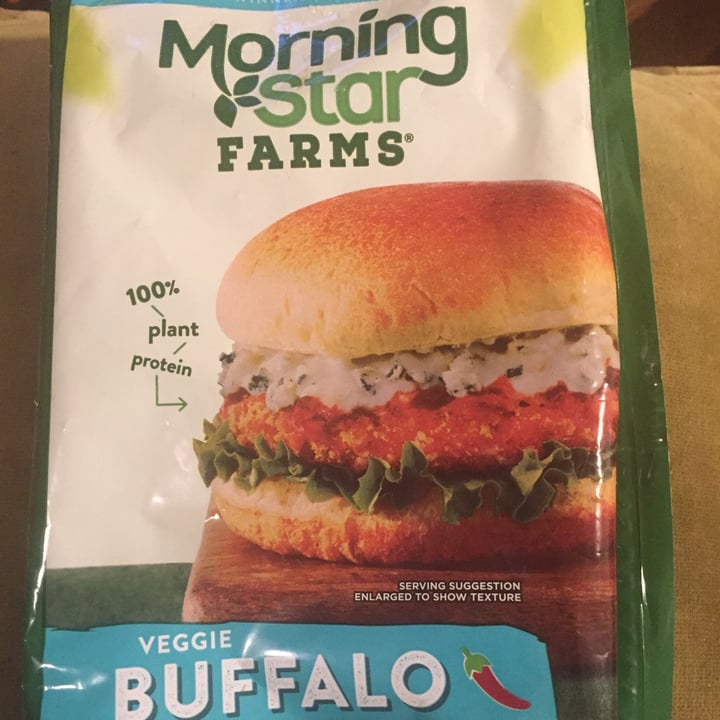 Morning
Star
FARMS®
100%
plant
protein
SERVING SUGGESTION
ENLARGED TO SHOW TEXTURE
VEGGIE
BUFFALO